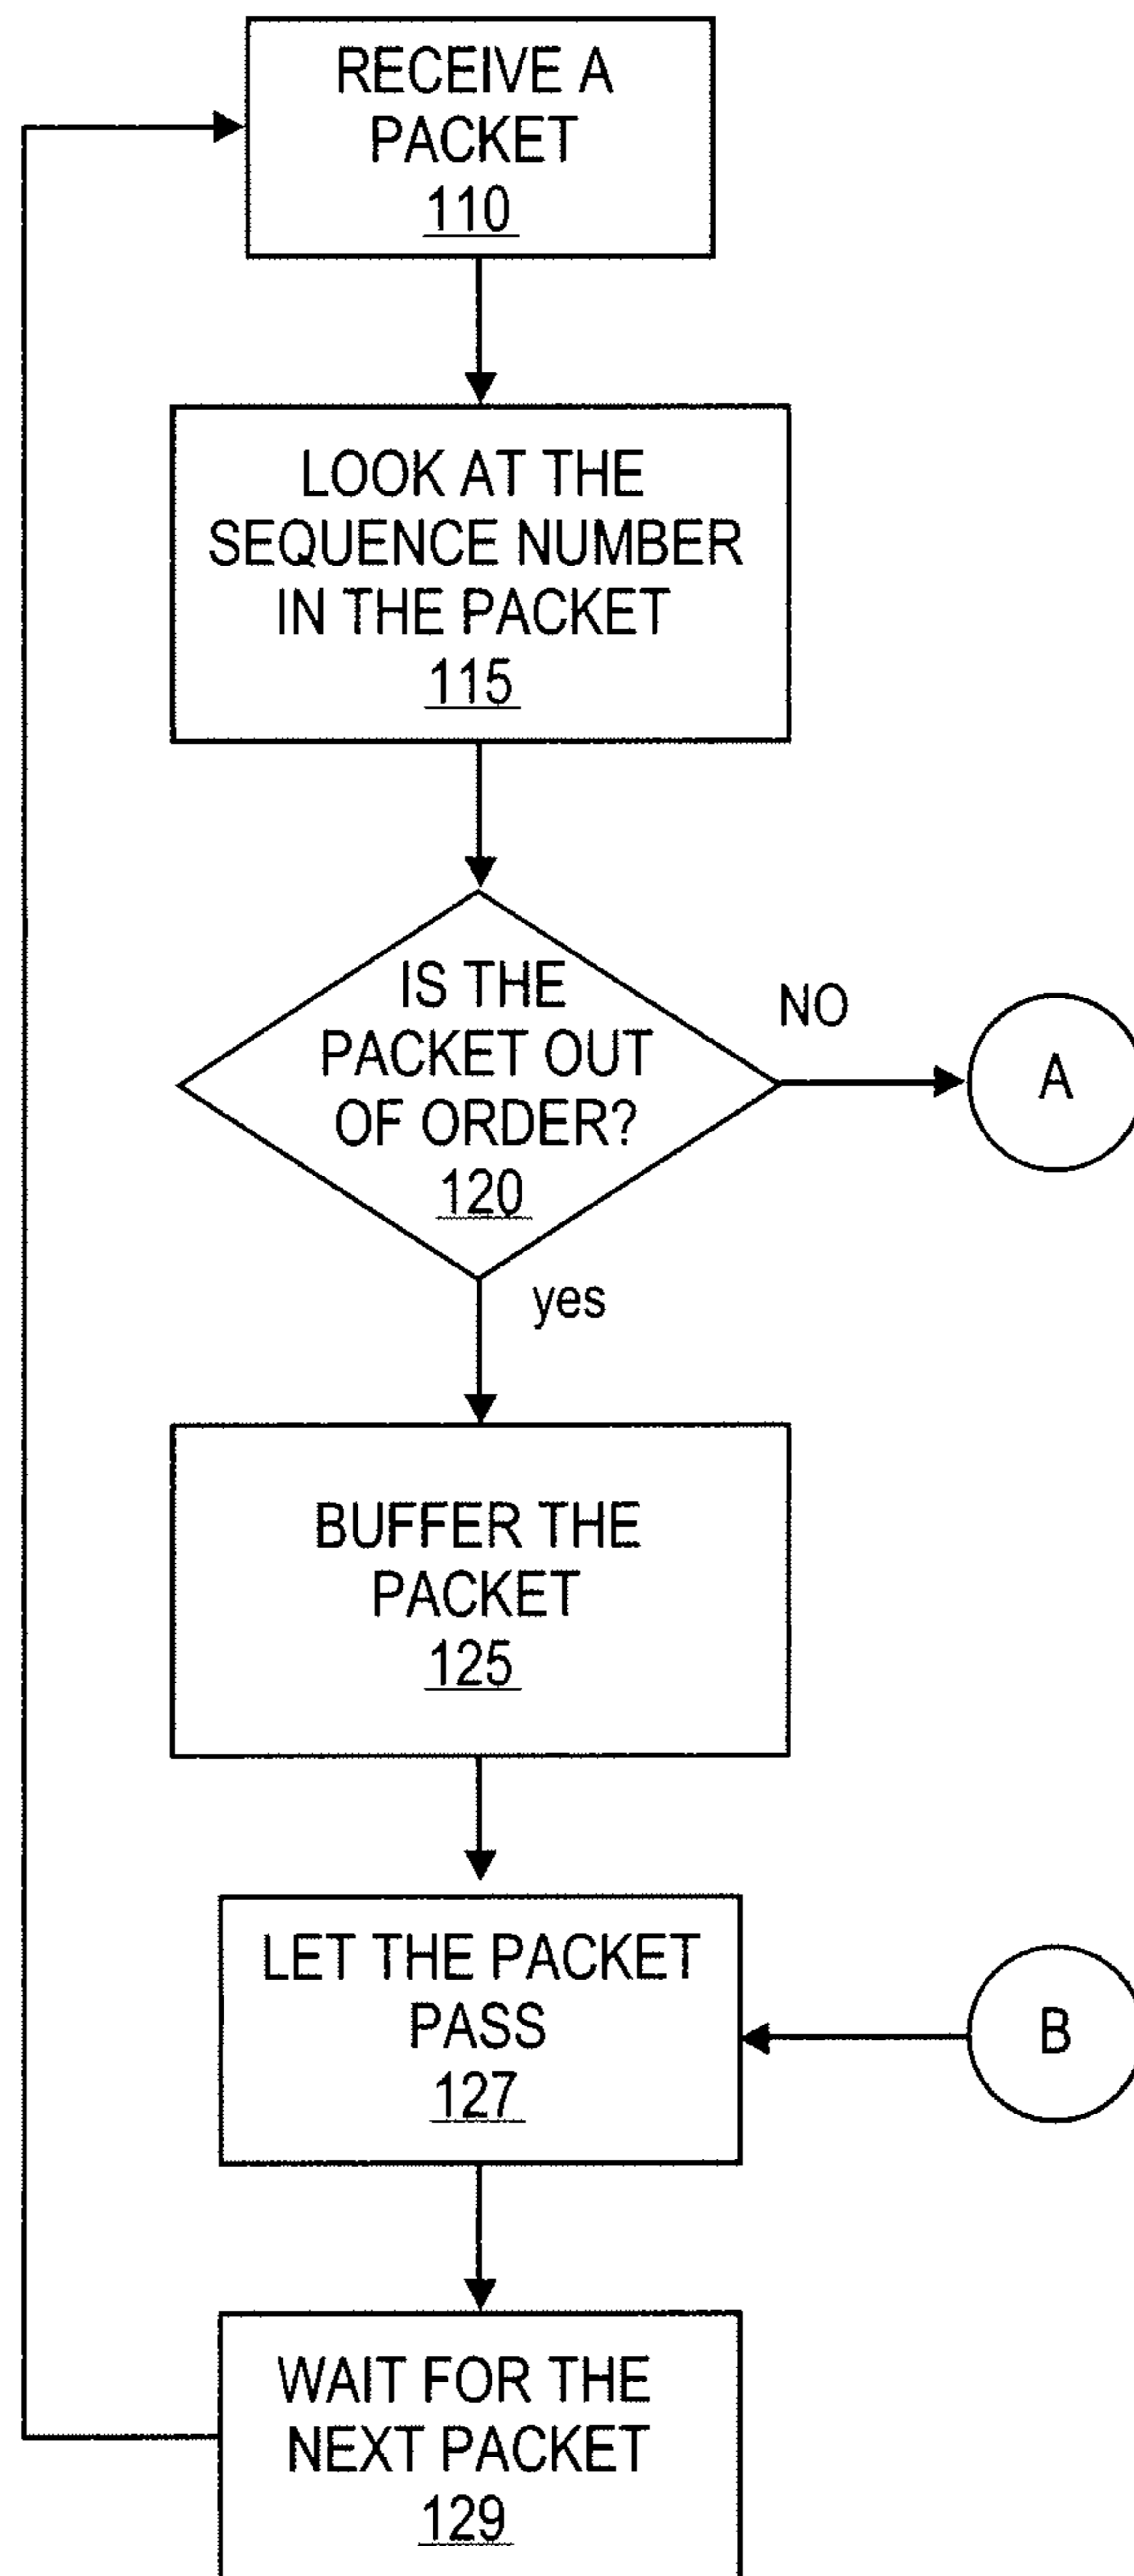 RECEIVE A
PACKET
110
LOOK AT THE
SEQUENCE NUMBER
IN THE PACKET
115
IS THE
PACKET OUT
OF ORDER?
120
NO
A
yes
BUFFER THE
PACKET
125
LET THE PACKET
PASS
127
B
WAIT FOR THE
NEXT PACKET
129